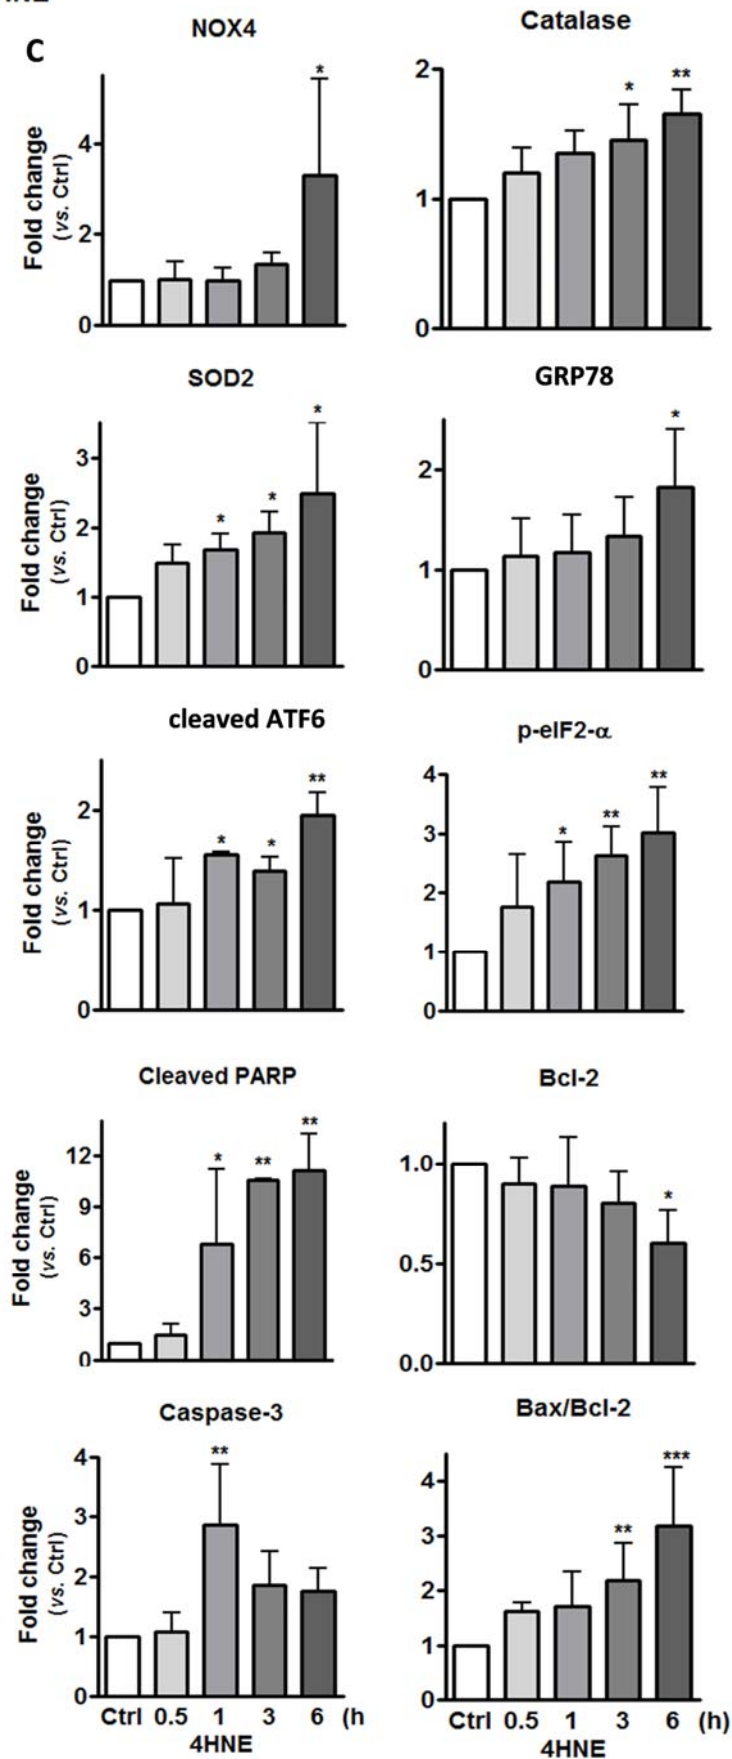 C
NOX4
Catalase
Fold change
(vs. Ctrl)
4
2
0
*
2
1
0
*
**
SOD2
GRP78
Fold change
(vs. Ctrl)
3
2
1
0
*
*
*
2
1
0
*
cleaved ATF6
p-eIF2-α
Fold change
(vs. Ctrl)
2
1
0
*
*
**
4
3
2
1
0
*
**
**
Cleaved PARP
Bcl-2
Fold change
(vs. Ctrl)
12
9
6
3
0
*
**
**
1.0
0.5
0.0
*
Caspase-3
Bax/Bcl-2
Fold change
(vs. Ctrl)
4
3
2
1
0
**
4
3
2
1
0
**
***
Ctrl 0.5 1 3 6 (h
4HNE
Ctrl 0.5 1 3 6 (h)
4HNE